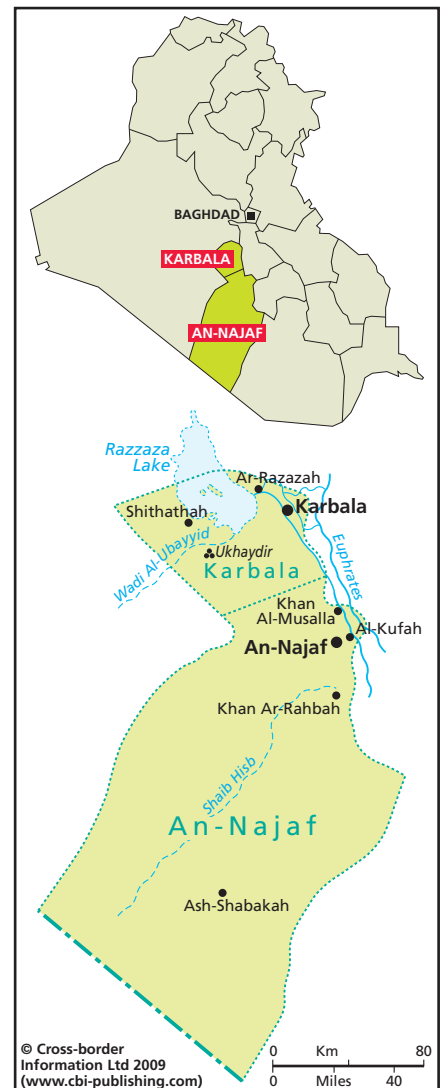 BAGHDAD
KARBALA
AN-NAJAF
Razzaza
Lake
Ar-Razazah
Karbala
Shithathah
Wadi Al-Ubayyid
Ukhaydir
Karbala
Euphrates
Khan
Al-Musalla
Al-Kufah
An-Najaf
Khan Ar-Rahbah
Shaib Hisb
An-Najaf
Ash-Shabakah
© Cross-border
Information Ltd 2009
(www.cbi-publishing.com)
0 Km 80
0 Miles 40